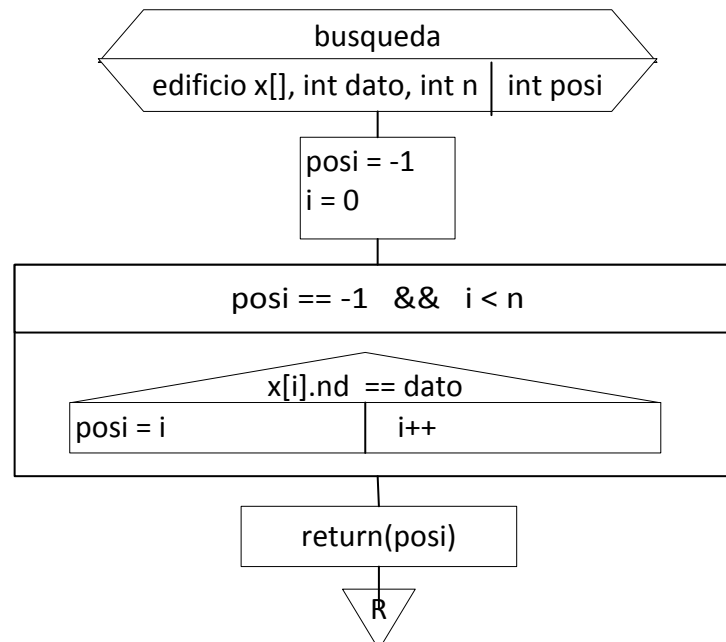 busqueda
edificio x[], int dato, int n int posi
posi = -1
i = 0
posi == -1 && i < n
x[i].nd == dato
posi = i i++
return(posi)
R